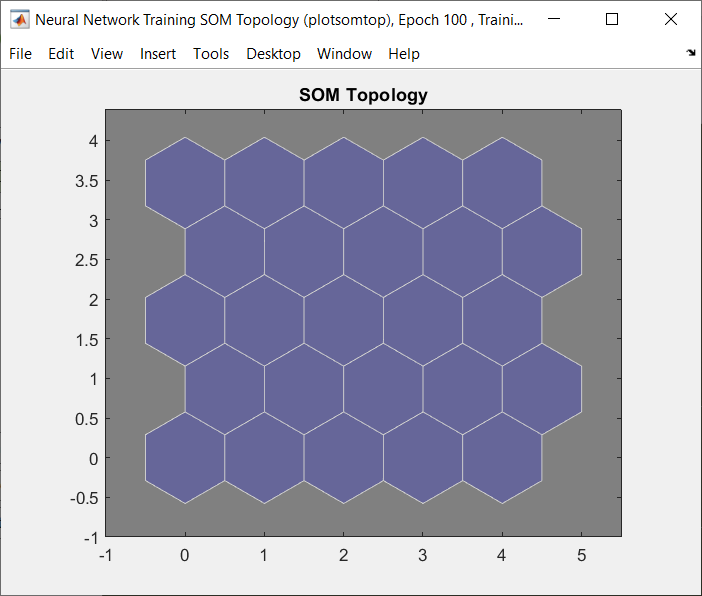 Neural Network Training SOM Topology (plotsomtop), Epoch 100 , Traini...
File Edit View Insert Tools Desktop Window Help
SOM Topology
4
3.5
3
2.5
2
1.5
1
0.5
0
-0.5
-1
-1 0 1 2 3 4 5